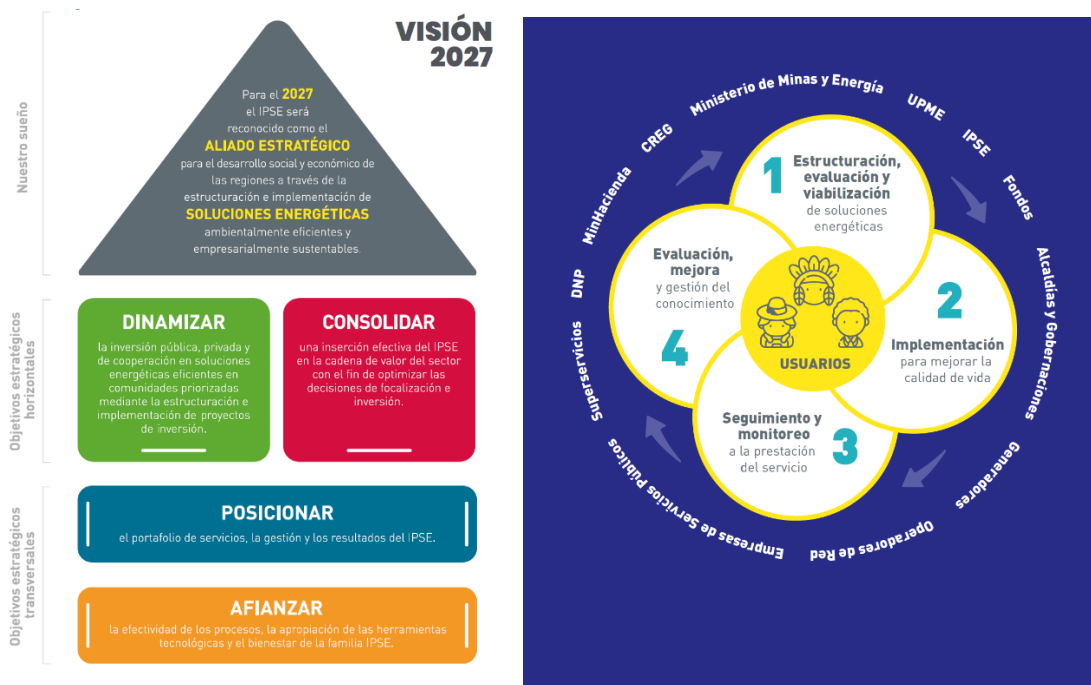 VISIÓN
2027
Nuestro sueño
Para el 2027
el IPSE será
reconocido como el
ALIADO ESTRATÉGICO
para el desarrollo social y económico de
las regiones a través de la
estructuración e implementación de
SOLUCIONES ENERGÉTICAS
ambientalmente eficientes y
empresarialmente sustentables.
Objetivos estratégicos
horizontales
DINAMIZAR
la inversión pública, privada y
de cooperación en soluciones
energéticas eficientes en
comunidades priorizadas
mediante la estructuración e
implementación de proyectos
de inversión.
CONSOLIDAR
una inserción efectiva del IPSE
en la cadena de valor del sector
con el fin de optimizar las
decisiones de focalización e
inversión.
Objetivos estratégicos
transversales
POSICIONAR
el portafolio de servicios, la gestión y los resultados del IPSE.
AFIANZAR
la efectividad de los procesos, la apropiación de las herramientas
tecnológicas y el bienestar de la familia IPSE.
Ministerio de Minas y Energía
UPME
IPSE
Fondos
Alcaldías y Gobernaciones
Generadores
Operadores de Red
Empresas de Servicios Públicos
Superservicios
DNP
MinHacienda
CREG
1
Estructuración,
evaluación y
viabilización
de soluciones
energéticas
2
Implementación
para mejorar la
calidad de vida
Seguimiento y
monitoreo
a la prestación
del servicio
3
Evaluación,
mejora
y gestión del
conocimiento
4
USUARIOS